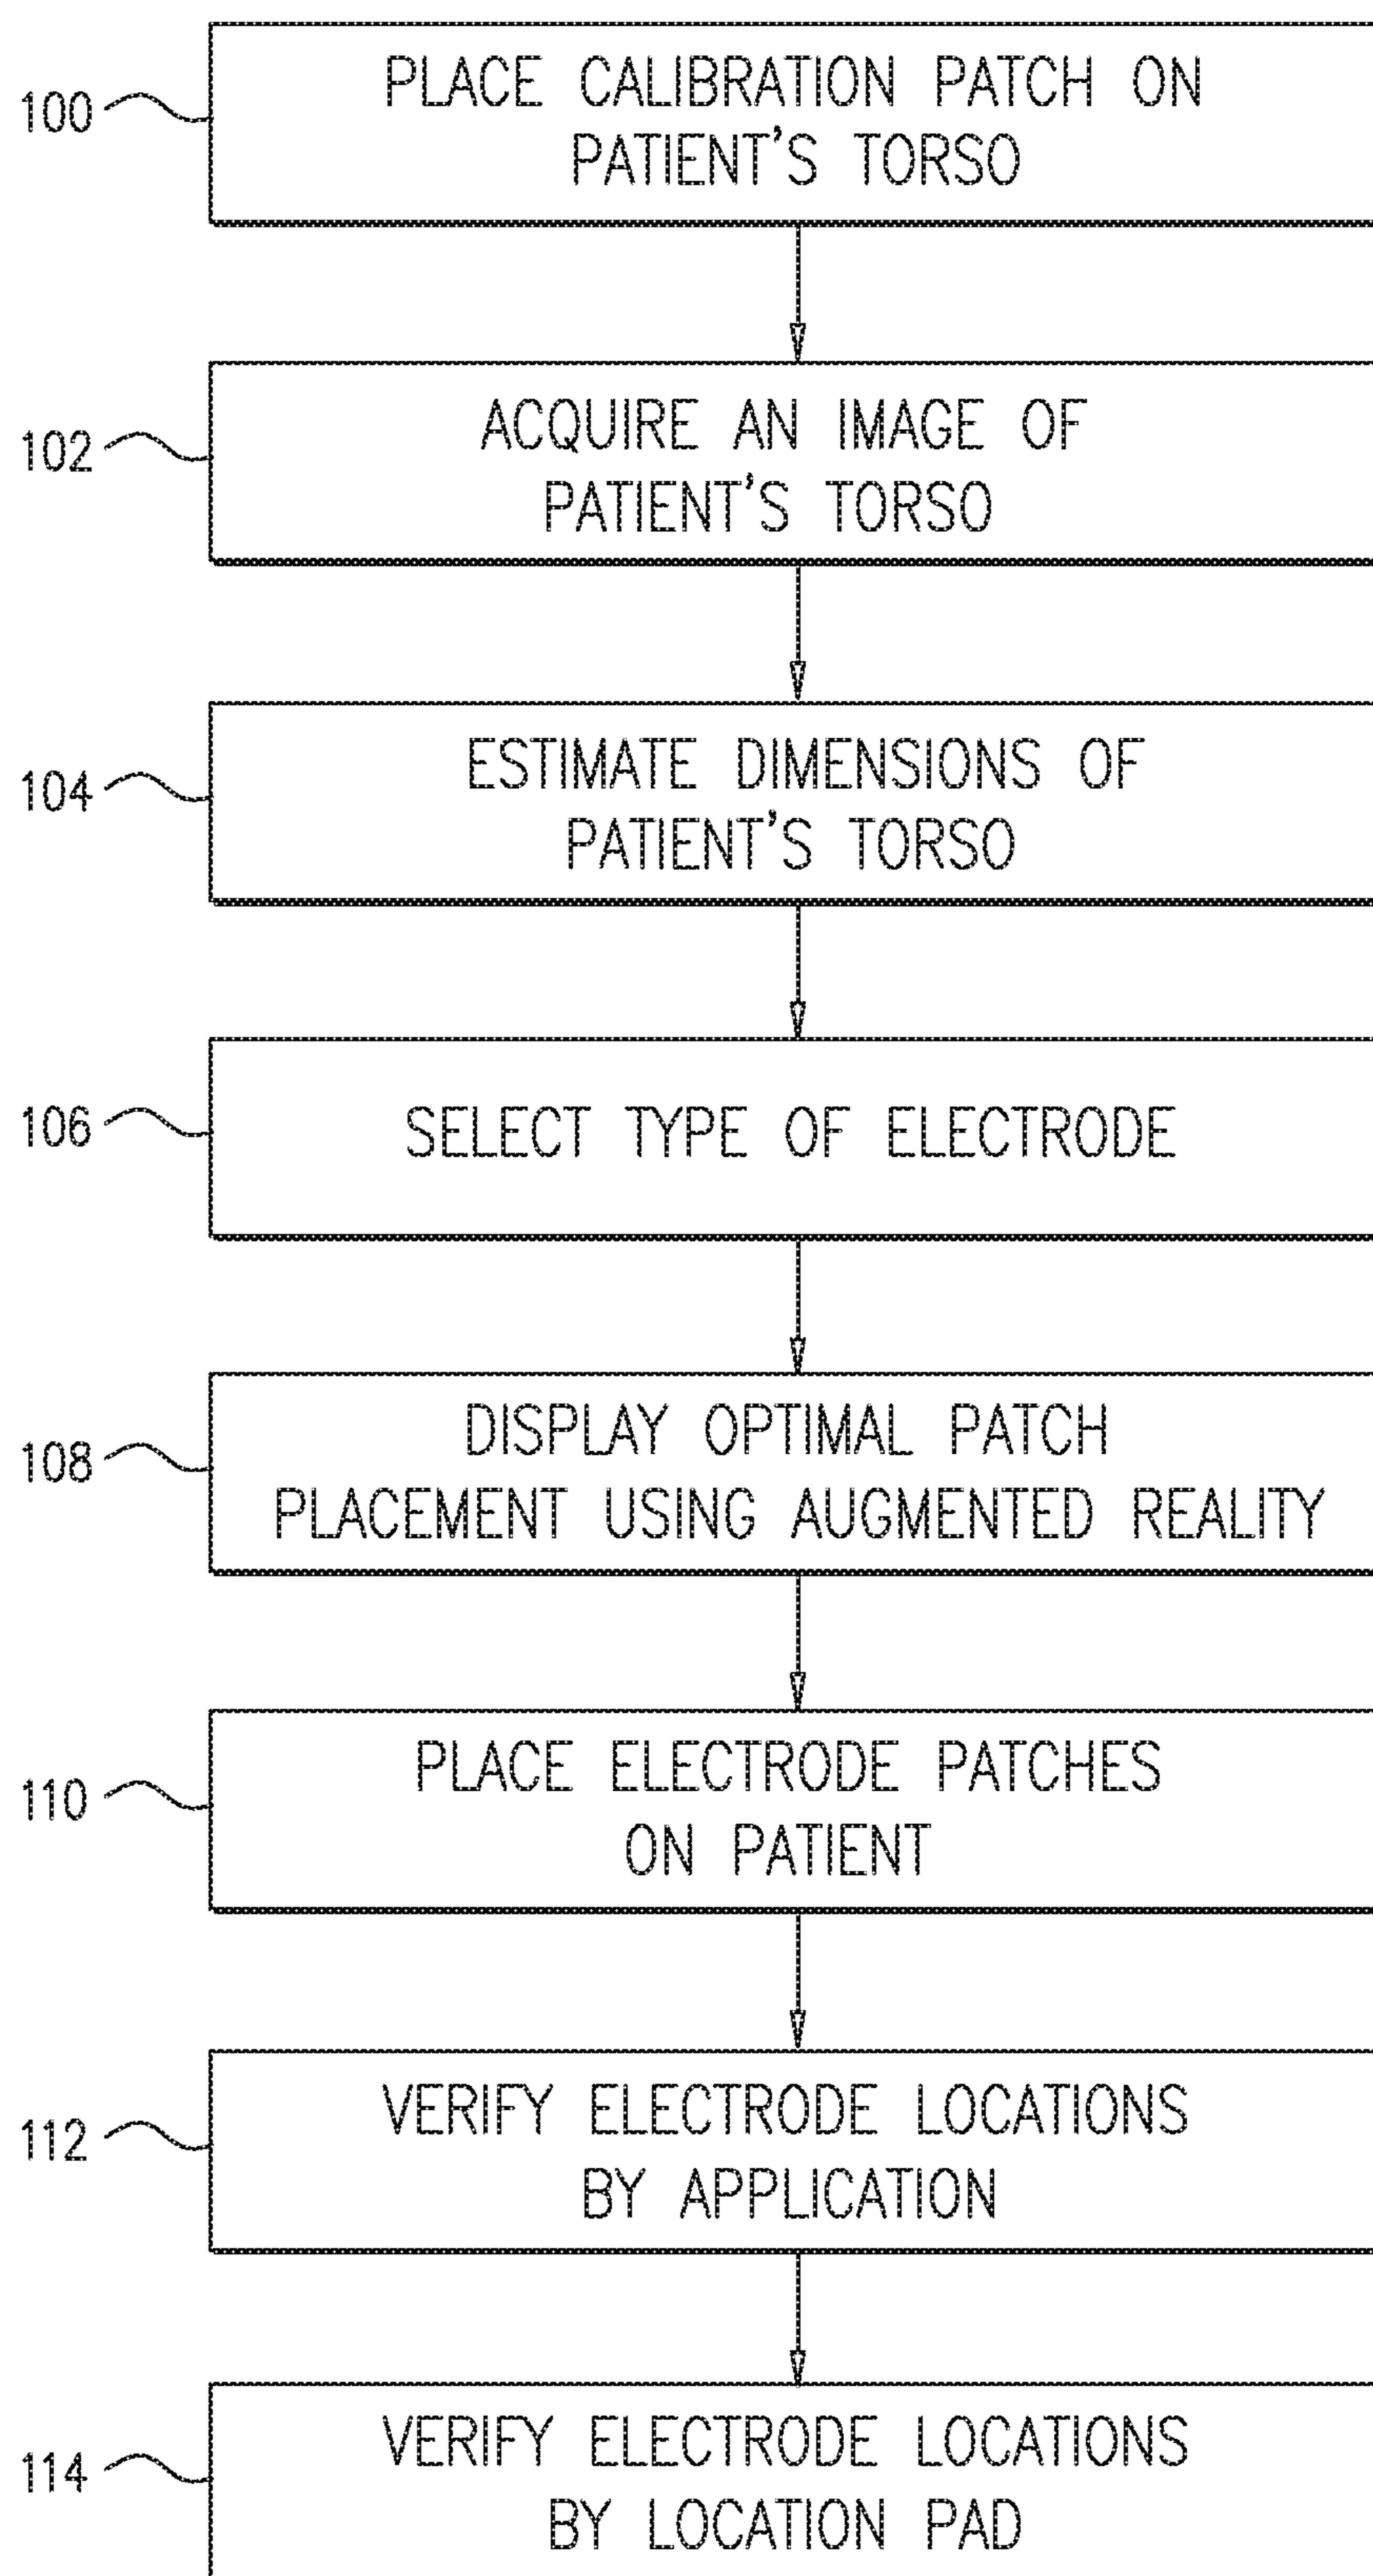 100
PLACE CALIBRATION PATCH ON
PATIENT'S TORSO
102
ACQUIRE AN IMAGE OF
PATIENT'S TORSO
104
ESTIMATE DIMENSIONS OF
PATIENT'S TORSO
106
SELECT TYPE OF ELECTRODE
108
DISPLAY OPTIMAL PATCH
PLACEMENT USING AUGMENTED REALITY
110
PLACE ELECTRODE PATCHES
ON PATIENT
112
VERIFY ELECTRODE LOCATIONS
BY APPLICATION
114
VERIFY ELECTRODE LOCATIONS
BY LOCATION PAD